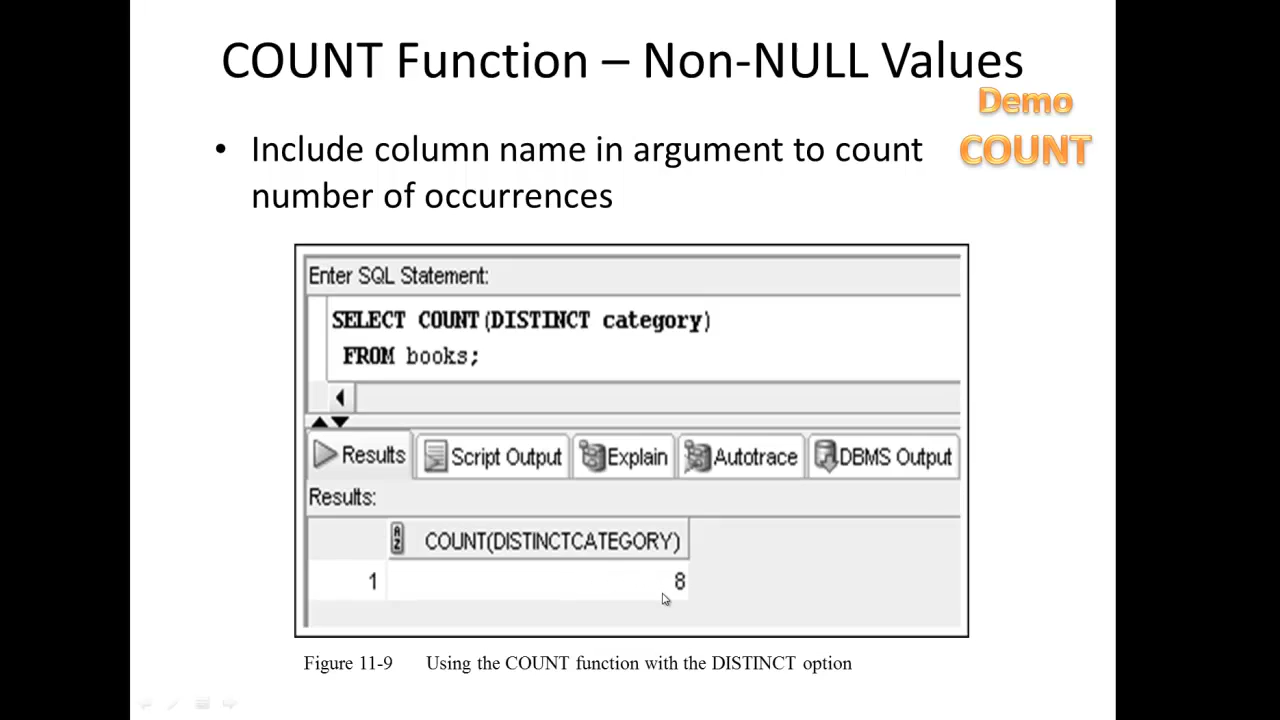 COUNT Function – Non-NULL Values
Demo
COUNT
• Include column name in argument to count
number of occurrences
Enter SQL Statement:
SELECT COUNT(DISTINCT category)
FROM books;
Results Script Output Explain Autotrace DBMS Output
Results:
COUNT(DISTINCTCATEGORY)
1 8
Figure 11-9 Using the COUNT function with the DISTINCT option